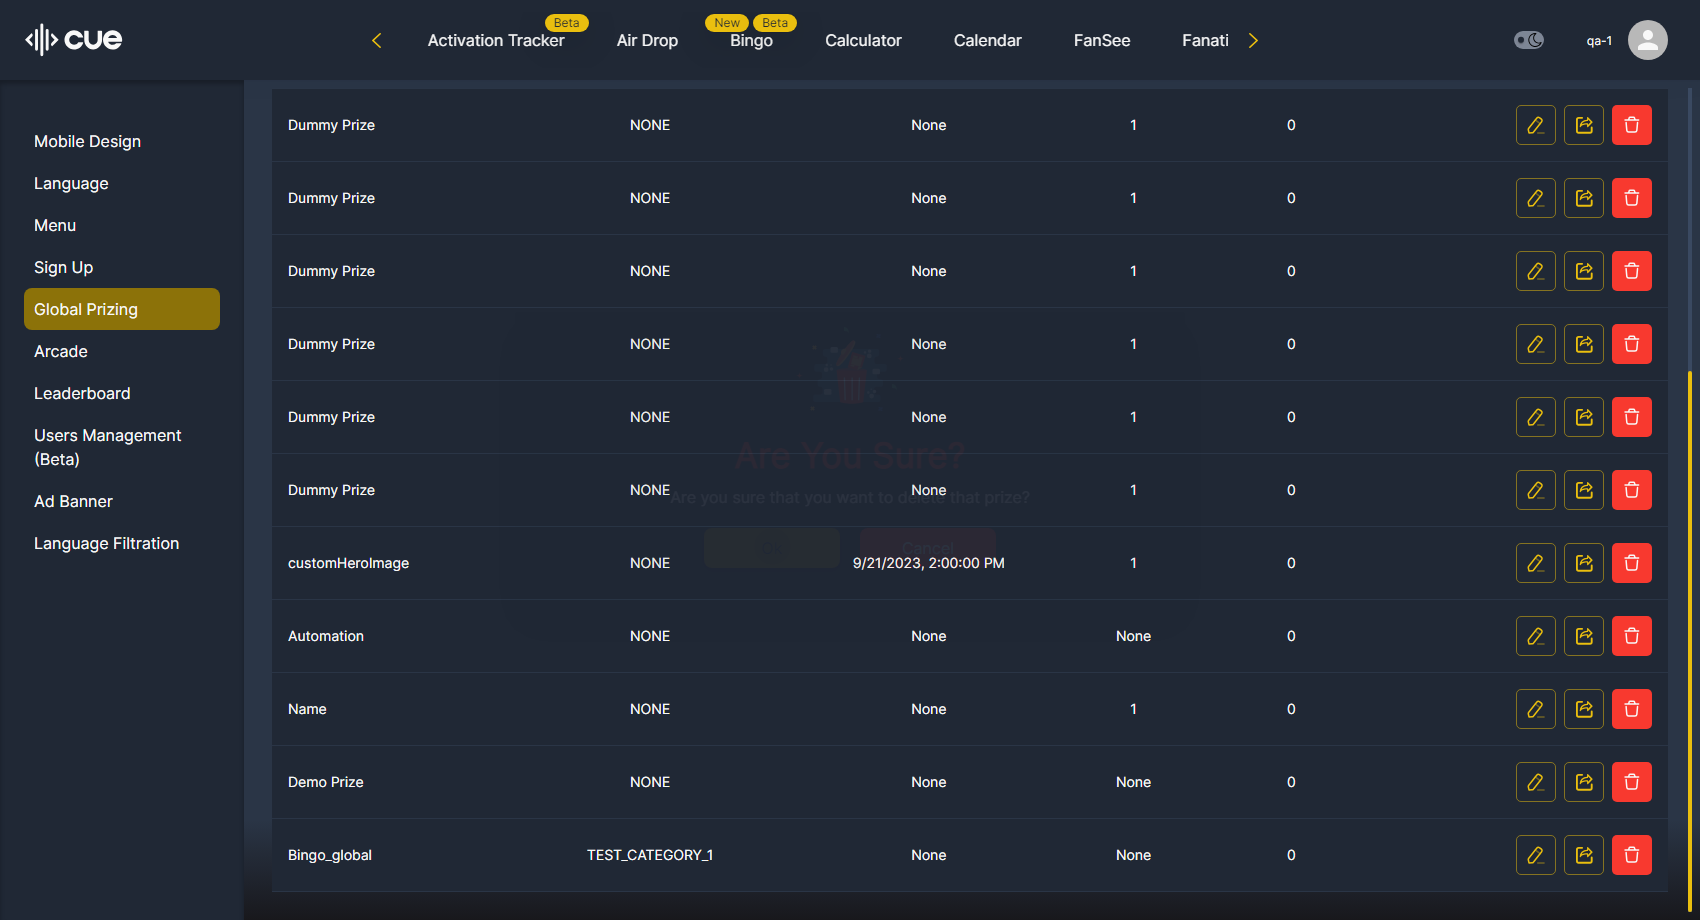 cue
Activation Tracker Beta Air Drop New Beta Bingo Calculator Calendar FanSee Fanati qa-1
Mobile Design
Language
Menu
Sign Up
Global Prizing
Arcade
Leaderboard
Users Management
(Beta)
Ad Banner
Language Filtration
Dummy Prize NONE None 1 0
Dummy Prize NONE None 1 0
Dummy Prize NONE None 1 0
Dummy Prize NONE None 1 0
Dummy Prize NONE None 1 0
Are You Sure?
Dummy Prize NONE None 1 0
Are you sure that you want to delete that prize?
Cancel
customHeroImage NONE 9/21/2023, 2:00:00 PM 1 0
Automation NONE None None 0
Name NONE None 1 0
Demo Prize NONE None None 0
Bingo_global TEST_CATEGORY_1 None None 0